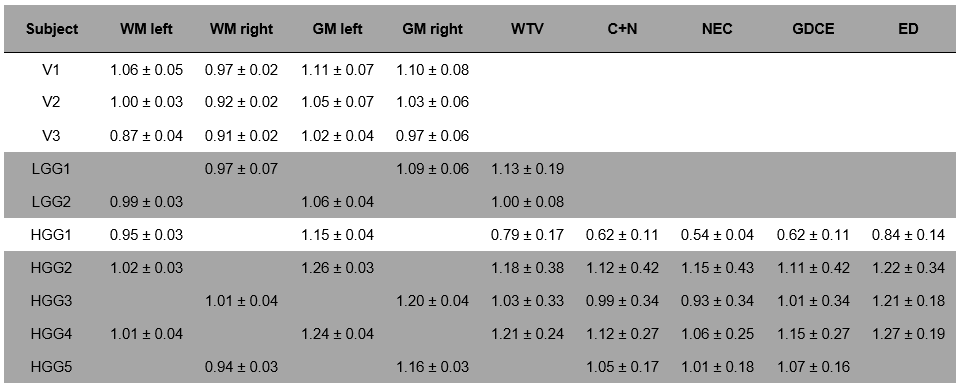 Subject WM left WM right GM left GM right WTV C+N NEC GDCE ED
V1 1.06 ± 0.05 0.97 ± 0.02 1.11 ± 0.07 1.10 ± 0.08
V2 1.00 ± 0.03 0.92 ± 0.02 1.05 ± 0.07 1.03 ± 0.06
V3 0.87 ± 0.04 0.91 ± 0.02 1.02 ± 0.04 0.97 ± 0.06
LGG1 0.97 ± 0.07 1.09 ± 0.06 1.13 ± 0.19
LGG2 0.99 ± 0.03 1.06 ± 0.04 1.00 ± 0.08
HGG1 0.95 ± 0.03 1.15 ± 0.04 0.79 ± 0.17 0.62 ± 0.11 0.54 ± 0.04 0.62 ± 0.11 0.84 ± 0.14
HGG2 1.02 ± 0.03 1.26 ± 0.03 1.18 ± 0.38 1.12 ± 0.42 1.15 ± 0.43 1.11 ± 0.42 1.22 ± 0.34
HGG3 1.01 ± 0.04 1.20 ± 0.04 1.03 ± 0.33 0.99 ± 0.34 0.93 ± 0.34 1.01 ± 0.34 1.21 ± 0.18
HGG4 1.01 ± 0.04 1.24 ± 0.04 1.21 ± 0.24 1.12 ± 0.27 1.06 ± 0.25 1.15 ± 0.27 1.27 ± 0.19
HGG5 0.94 ± 0.03 1.16 ± 0.03 1.05 ± 0.17 1.01 ± 0.18 1.07 ± 0.16